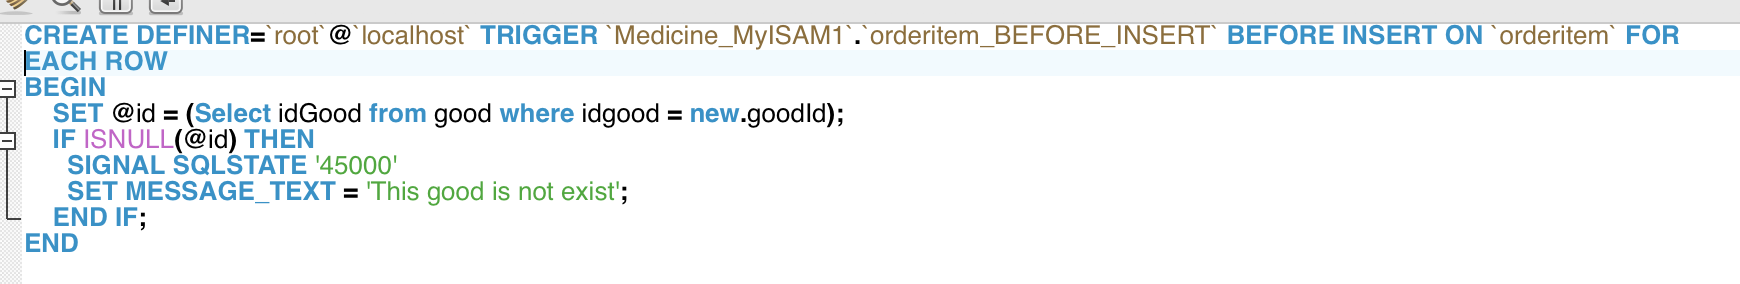 CREATE DEFINER=`root`@`localhost` TRIGGER `Medicine_MyISAM1`.`orderitem_BEFORE_INSERT` BEFORE INSERT ON `orderitem` FOR
EACH ROW
BEGIN
SET @id = (Select idGood from good where idgood = new.goodId);
IF ISNULL(@id) THEN
SIGNAL SQLSTATE '45000'
SET MESSAGE_TEXT = 'This good is not exist';
END IF;
END